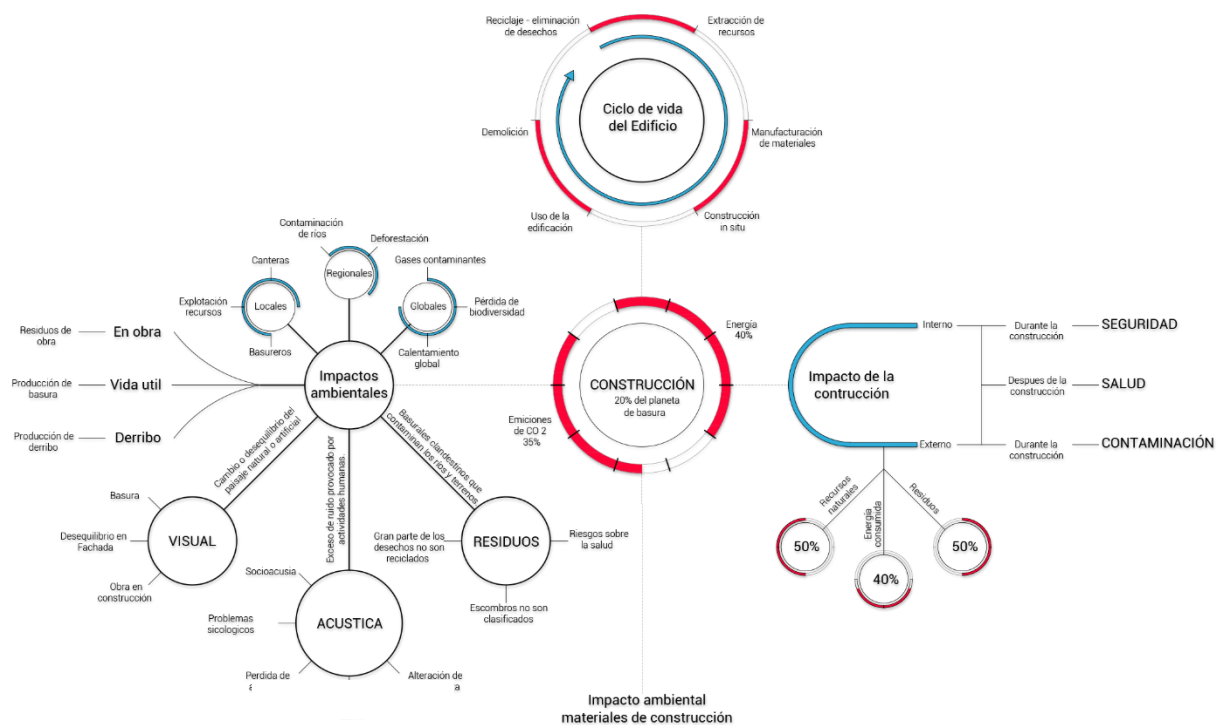 Reciclaje - eliminación
de desechos
Extracción de
recursos
Ciclo de vida
del Edificio
Demolición
Manufacturación
de materiales
Uso de la
edificación
Construcción
in situ
Contaminación
de ríos
Deforestación
Canteras
Regionales
Gases contaminantes
Explotación
recursos
Locales
Globales
Pérdida de
biodiversidad
Basureros
Calentamiento
global
Residuos de
obra
En obra
Producción de
basura
Vida util
Producción de
derribo
Derribo
Impactos
ambientales
Energía
40%
CONSTRUCCIÓN
20% del planeta
de basura
Emiciones
de CO 2
35%
Impacto de la
contrucción
Interno
Durante la
construcción
SEGURIDAD
Despues de la
construcción
SALUD
Externo
Durante la
construcción
CONTAMINACIÓN
Recursos
naturales
50%
Energía
consumida
40%
Residuos
50%
Cambio o desequilibrio del
paisaje natural o artificial
Exceso de ruido provocado por
actividades humanas.
Basurales clandestinos que
contaminan los ríos y terrenos
Basura
Desequilibrio en
Fachada
Obra en
construcción
VISUAL
Socioacusia
Problemas
sicologicos
ACUSTICA
Perdida de
Alteración de
a
Gran parte de los
desechos no son
reciclados
RESIDUOS
Riesgos sobre
la salud
Escombros no son
clasificados
Impacto ambiental
materiales de construcción